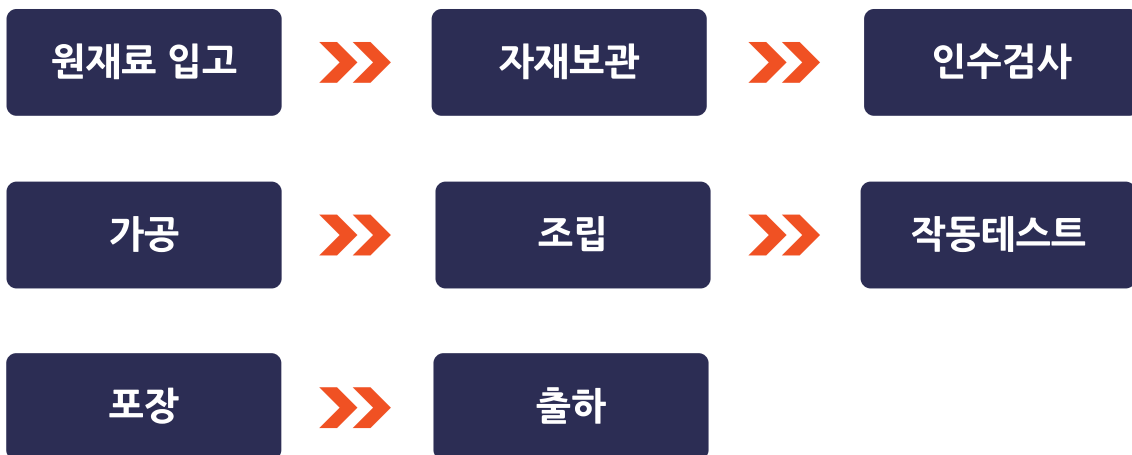 원재료 입고
자재보관
인수검사
가공
조립
작동테스트
포장
출하